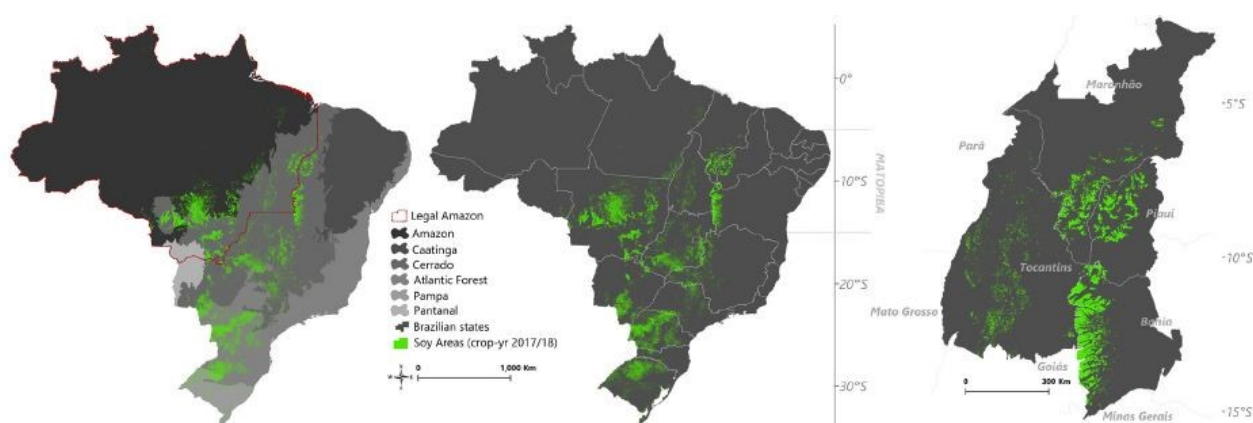 Legal Amazon
Amazon
Caatinga
Cerrado
Atlantic Forest
Pampa
Pantanal
Brazilian states
Soy Areas (crop-yr 2017/18)
0 1,000 Km
0°
10°S
20°S
30°S
MATOPIBA
Maranhão
Pará
Piauí
Tocantins
Mato Grosso
Bahia
Goiás
Minas Gerais
0 300 Km
5°S
10°S
15°S